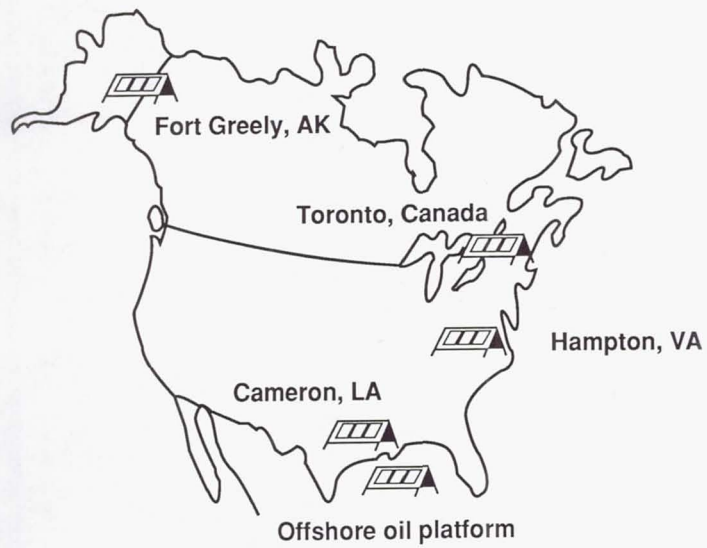 Fort Greely, AK
Toronto, Canada
Hampton, VA
Cameron, LA
Offshore oil platform